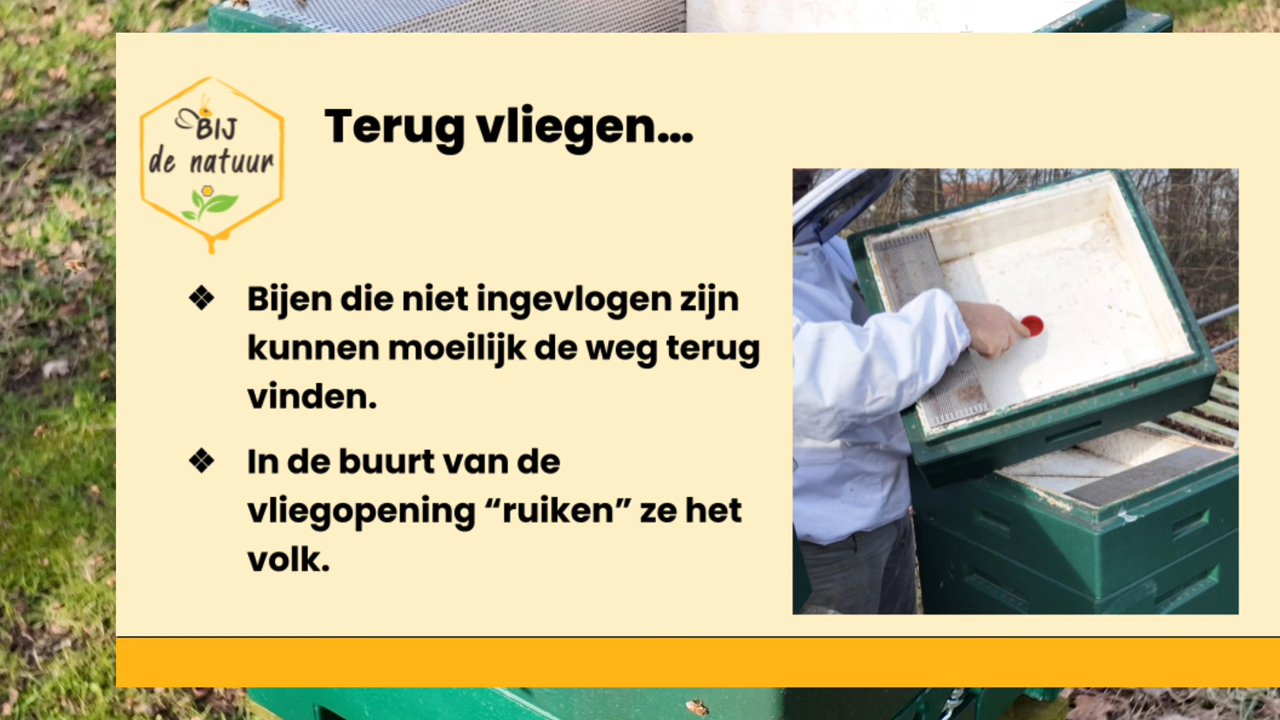 BIJ
de natuur
Terug vliegen...
❖ Bijen die niet ingevlogen zijn
kunnen moeilijk de weg terug
vinden.
❖ In de buurt van de
vliegopening “ruiken” ze het
volk.